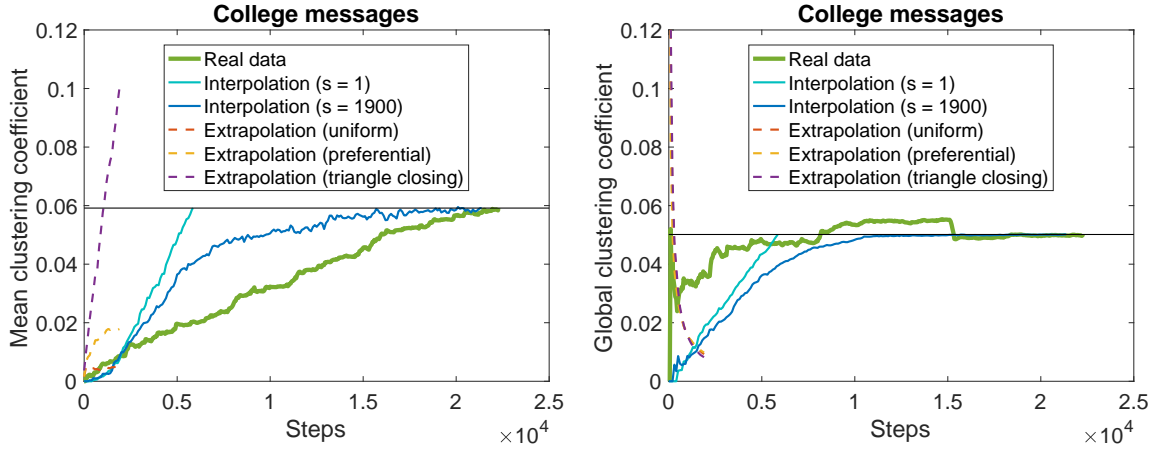 College messages
0.12
0.1
0.08
0.06
0.04
0.02
0
Mean clustering coefficient
Real data
Interpolation (s = 1)
Interpolation (s = 1900)
Extrapolation (uniform)
Extrapolation (preferential)
Extrapolation (triangle closing)
0 0.5 1 1.5 2 2.5
Steps
×10^4
College messages
0.12
0.1
0.08
0.06
0.04
0.02
0
Global clustering coefficient
Real data
Interpolation (s = 1)
Interpolation (s = 1900)
Extrapolation (uniform)
Extrapolation (preferential)
Extrapolation (triangle closing)
0 0.5 1 1.5 2 2.5
Steps
×10^4